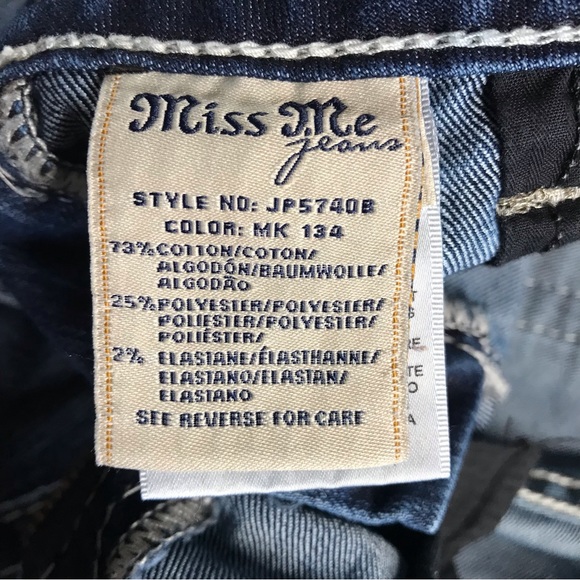 Miss Me
jeans
STYLE NO: JP5740B
COLOR: MK 134
73% COTTON/COTON/
ALGODÓN/BAUMWOLLE/
ALGODÃO
25% POLYESTER/POLYESTER/
POLIESTER/POLYESTER/
POLIÉSTER/
2% ELASTANE/ÉLASTHANNE/
ELASTANO/ELASTAN/
ELASTANO
SEE REVERSE FOR CARE